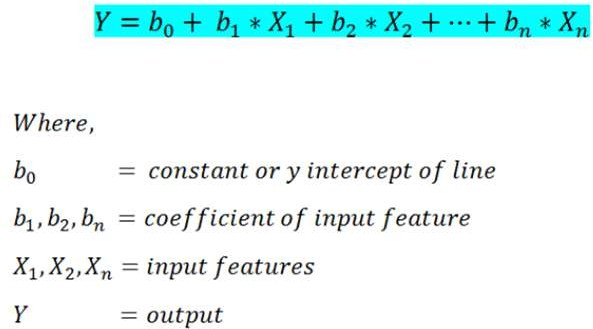 Y = b₀ + b₁ * X₁ + b₂ * X₂ + ⋯ + bₙ * Xₙ
Where,
b₀ = constant or y intercept of line
b₁, b₂, bₙ = coefficient of input feature
X₁, X₂, Xₙ = input features
Y = output